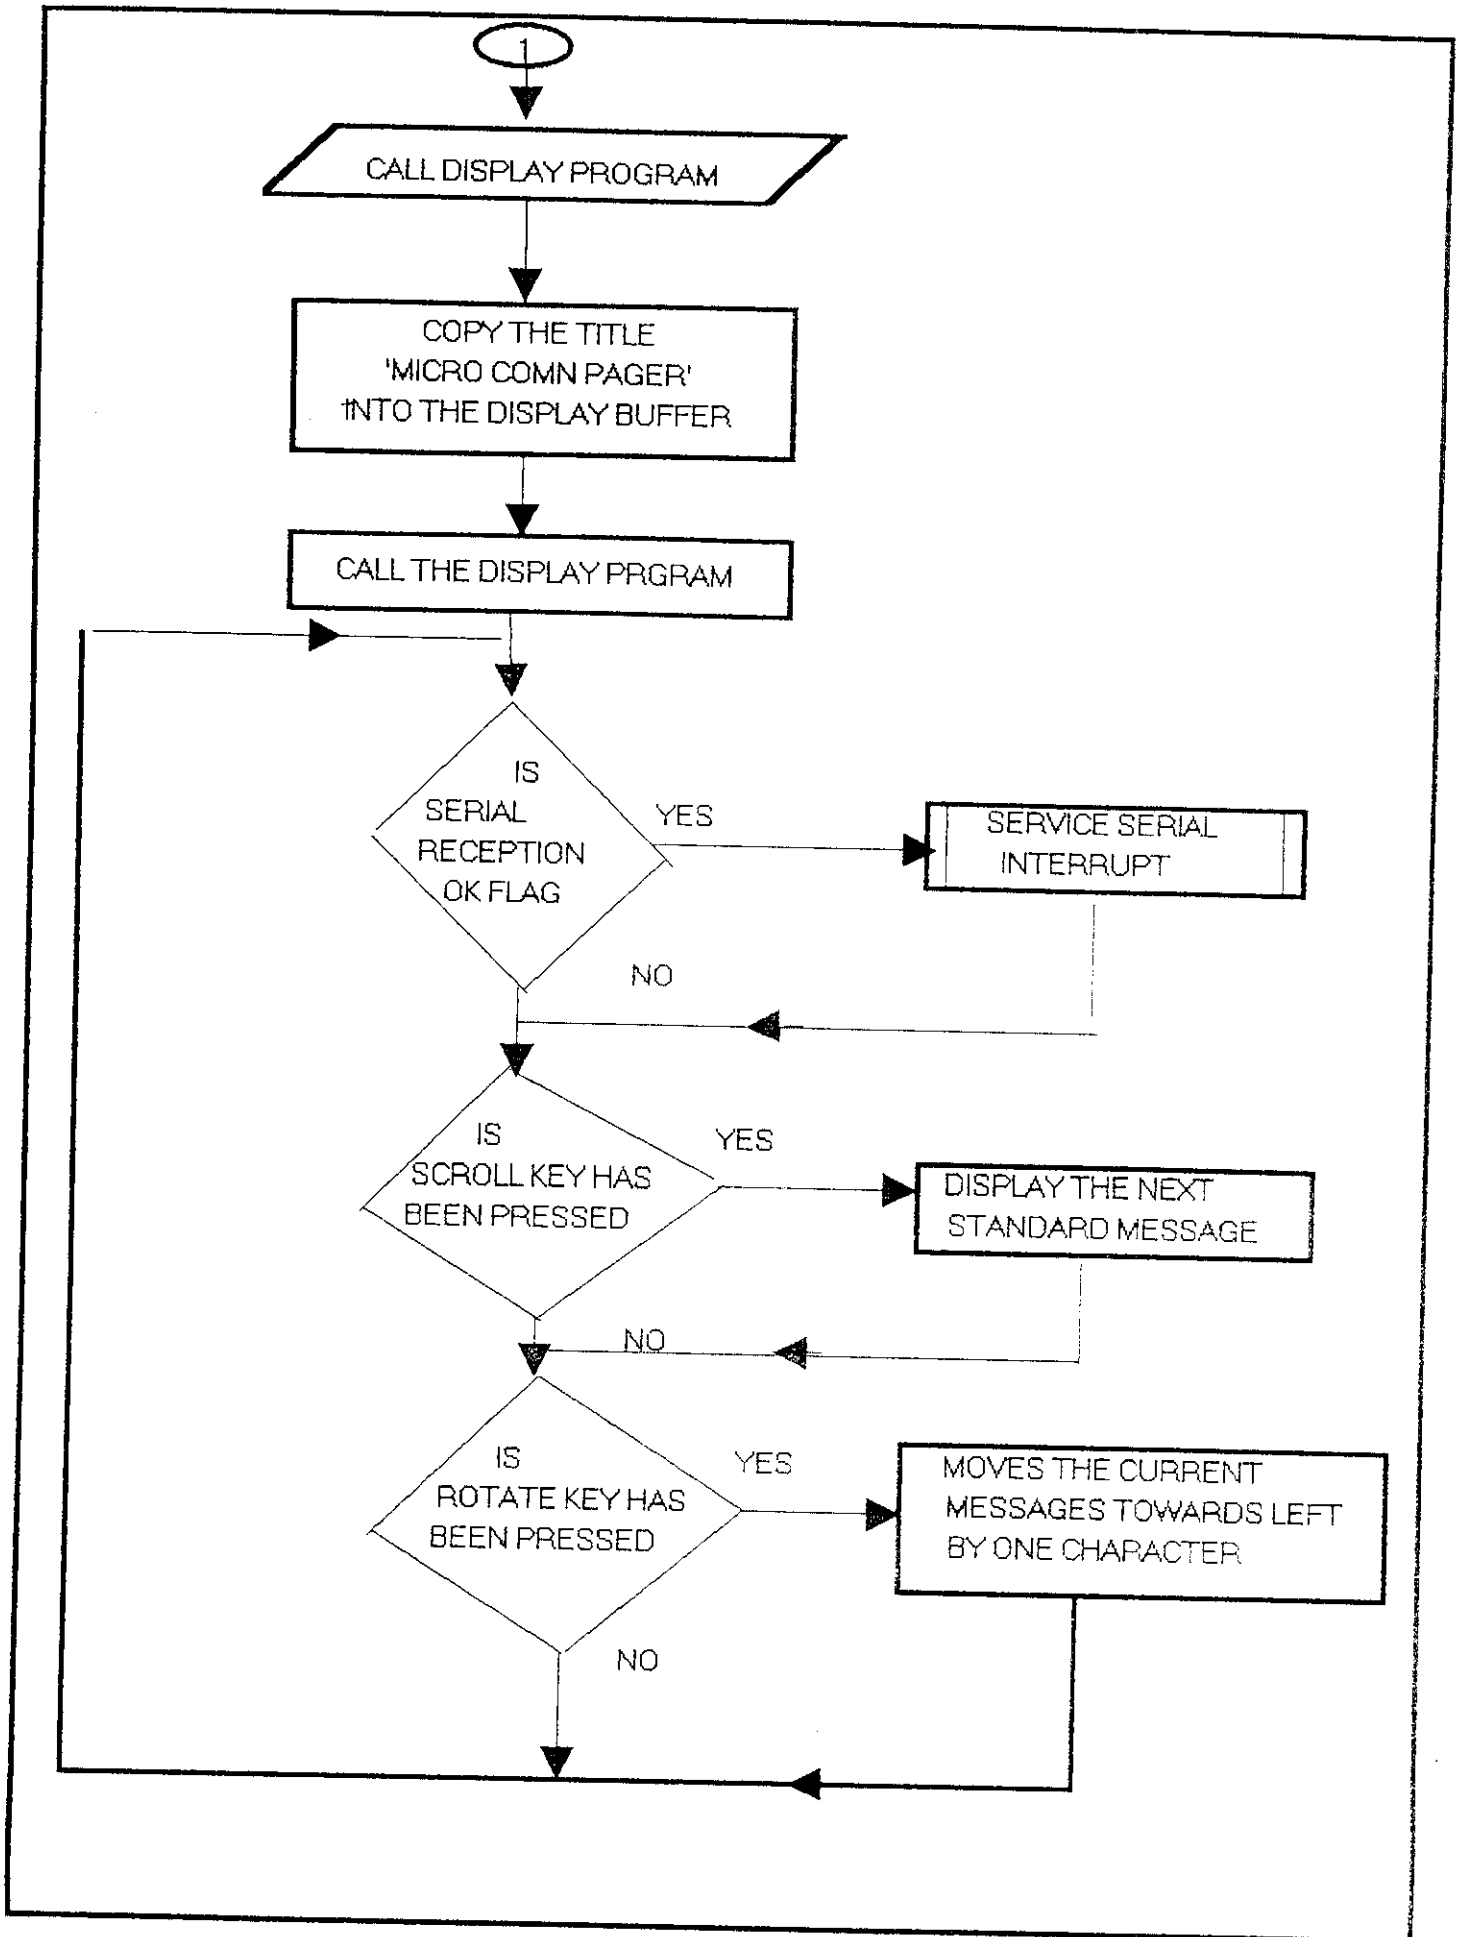 1
CALL DISPLAY PROGRAM
COPY THE TITLE
'MICRO COMN PAGER'
INTO THE DISPLAY BUFFER
CALL THE DISPLAY PRGRAM
IS
SERIAL
RECEPTION
OK FLAG
YES
SERVICE SERIAL
INTERRUPT
NO
IS
SCROLL KEY HAS
BEEN PRESSED
YES
DISPLAY THE NEXT
STANDARD MESSAGE
NO
IS
ROTATE KEY HAS
BEEN PRESSED
YES
MOVES THE CURRENT
MESSAGES TOWARDS LEFT
BY ONE CHARACTER
NO